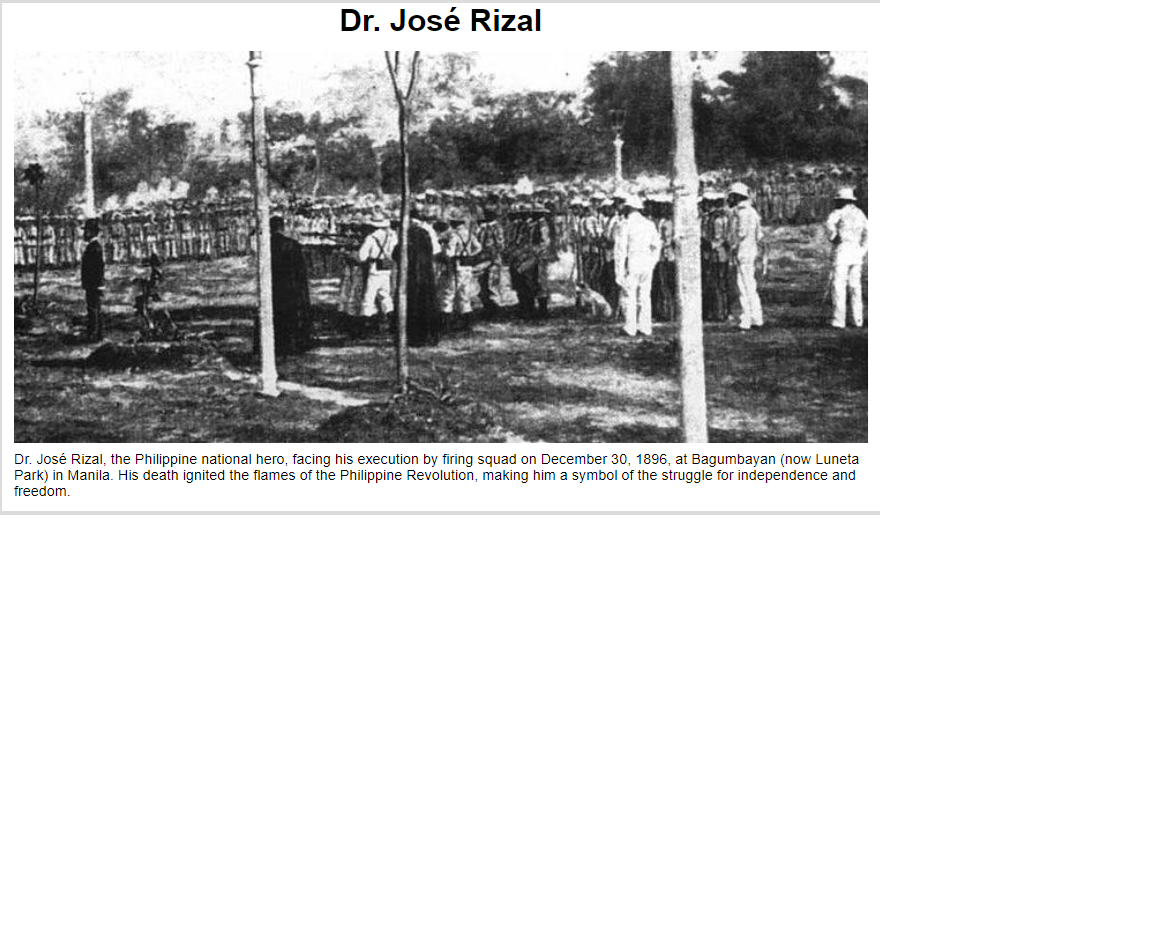 Dr. José Rizal
Dr. José Rizal, the Philippine national hero, facing his execution by firing squad on December 30, 1896, at Bagumbayan (now Luneta
Park) in Manila. His death ignited the flames of the Philippine Revolution, making him a symbol of the struggle for independence and
freedom.